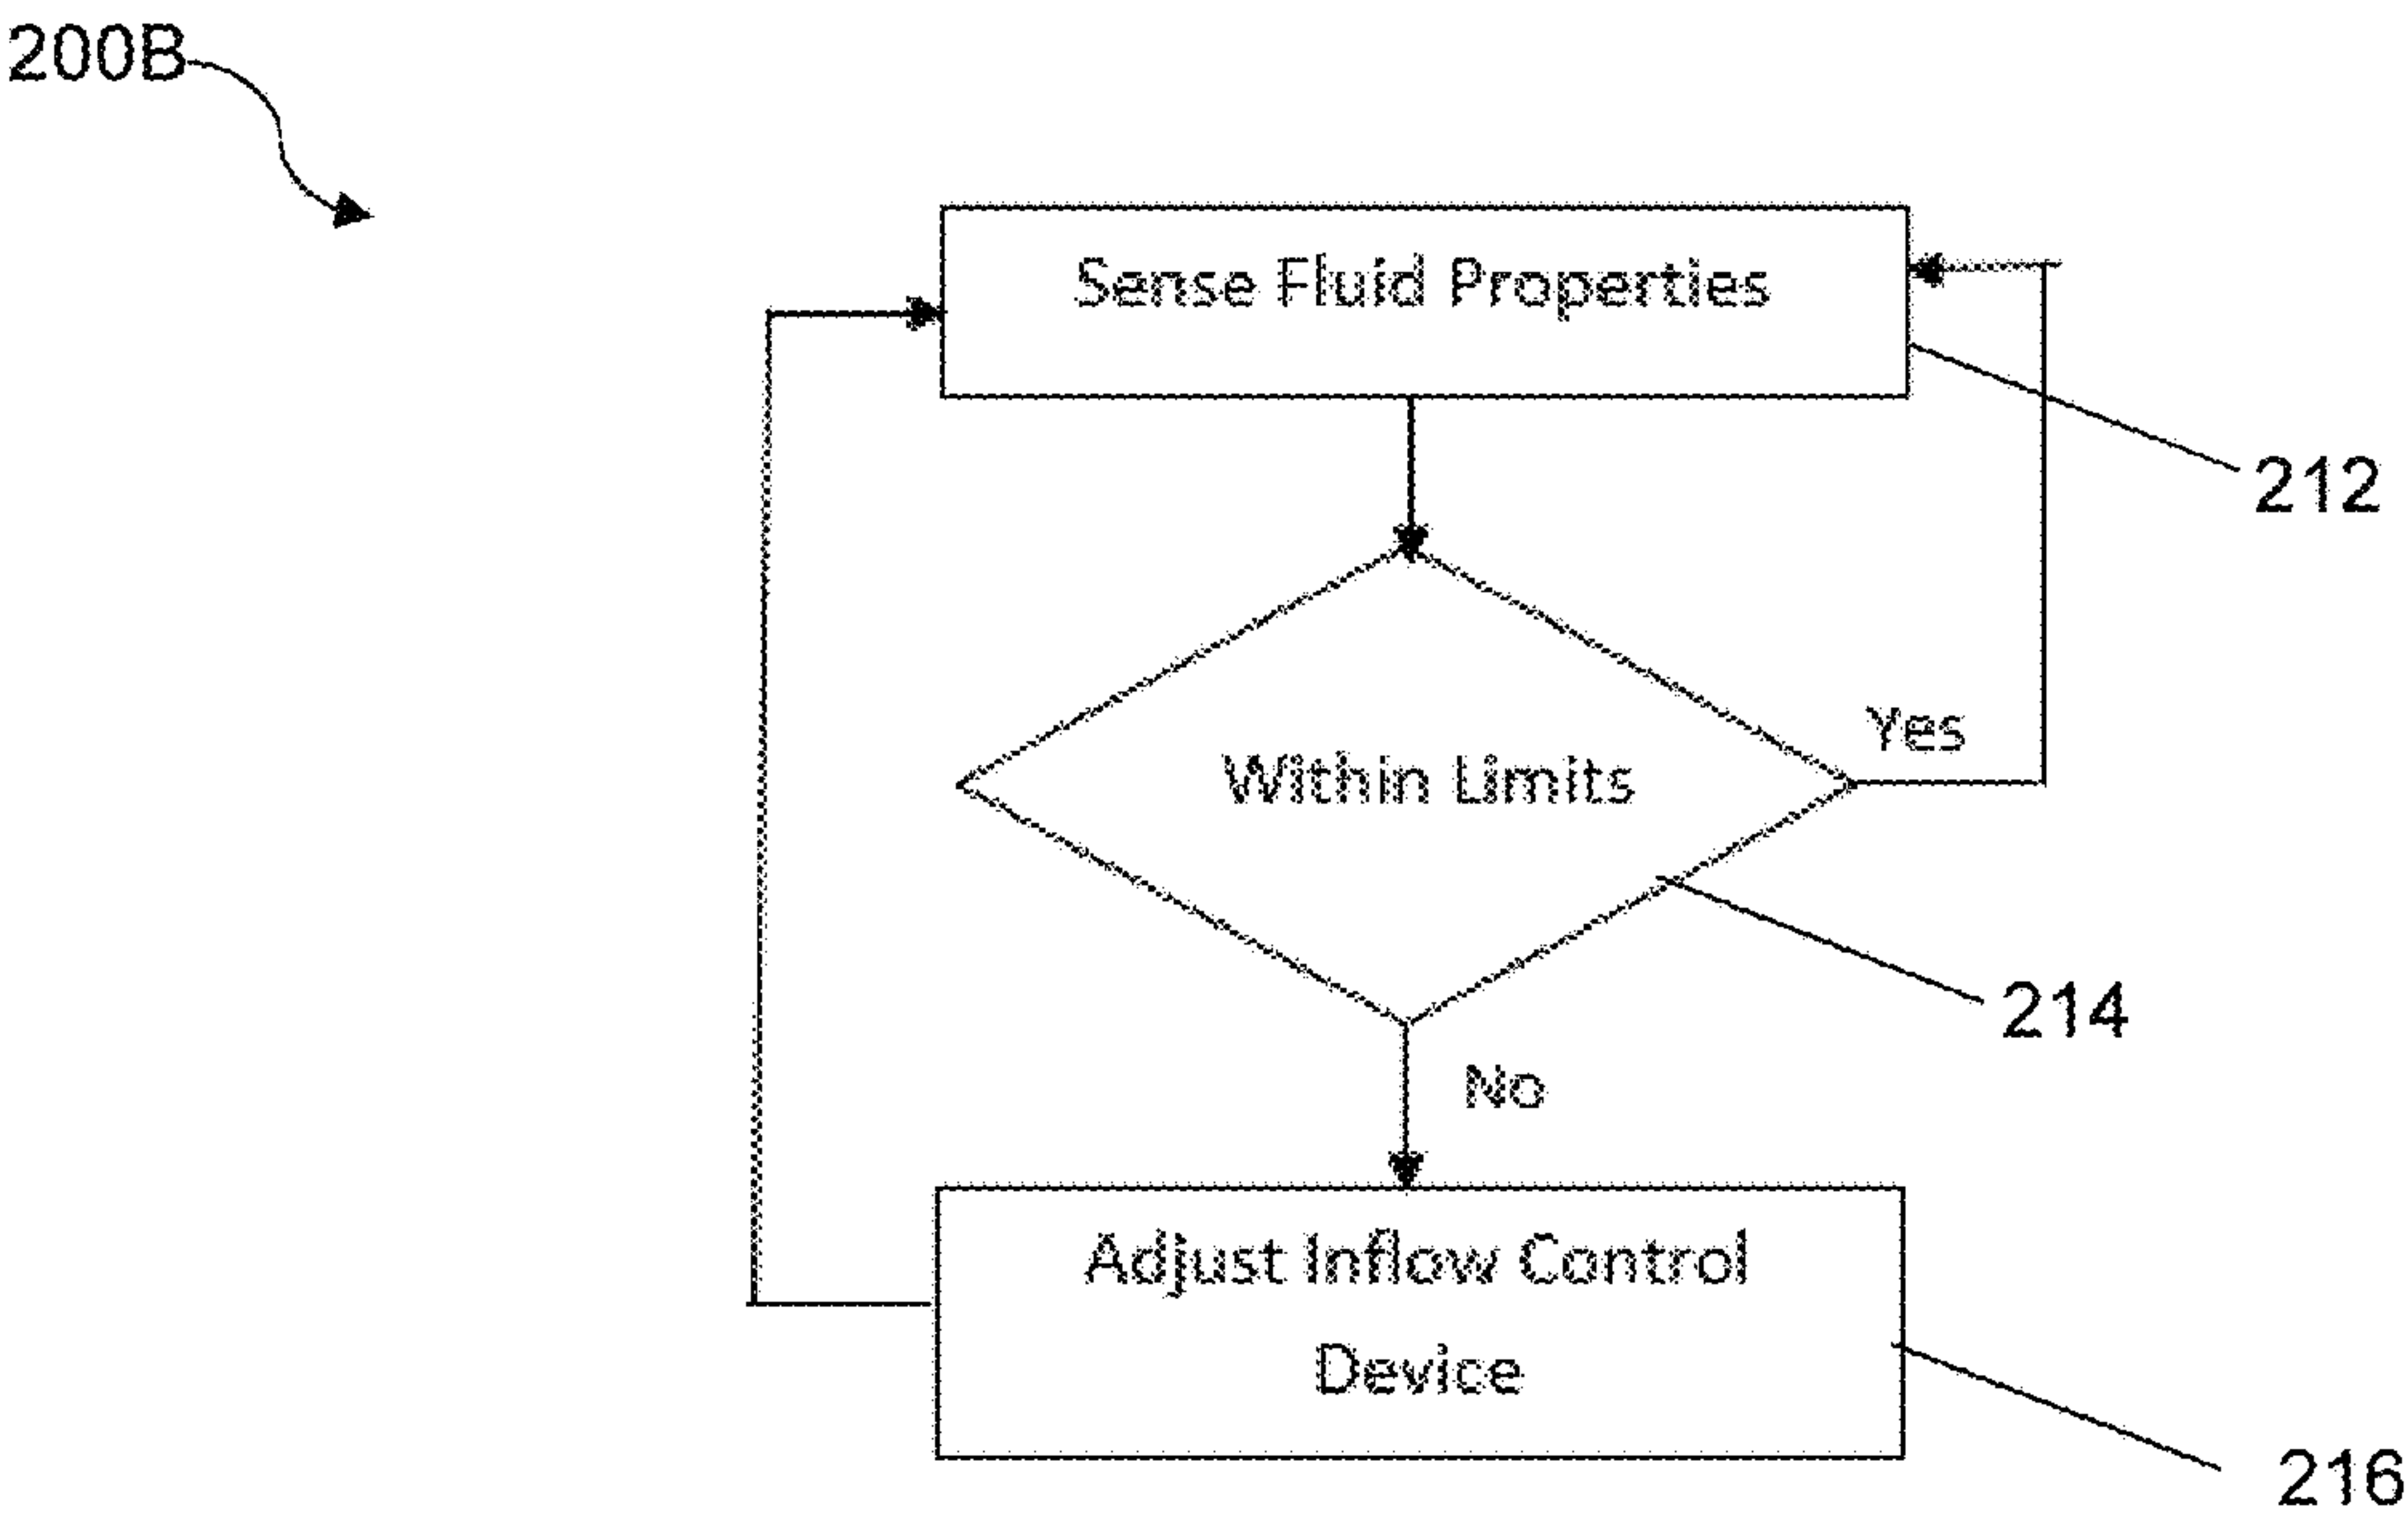 200B
Sense Fluid Properties
212
Yes
Within Limits
214
No
Adjust Inflow Control
Device
216